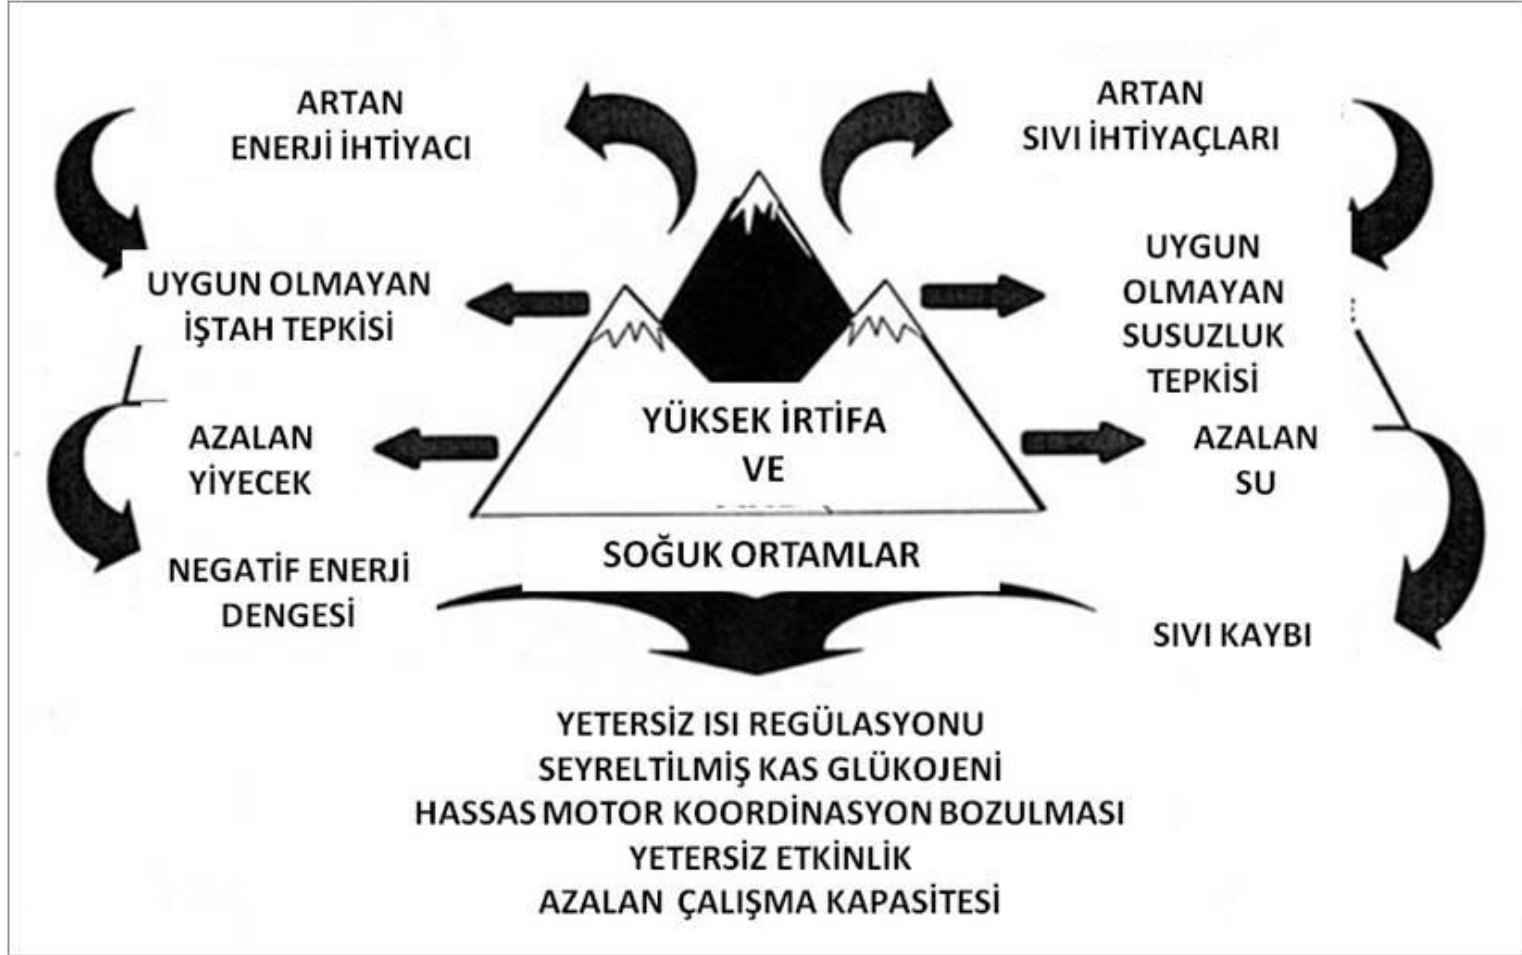 ARTAN
ENERJİ İHTİYACI
UYGUN OLMAYAN
İŞTAH TEPKİSİ
AZALAN
YİYECEK
NEGATİF ENERJİ
DENGESİ
YÜKSEK İRTİFA
VE
SOĞUK ORTAMLAR
ARTAN
SIVI İHTİYAÇLARI
UYGUN
OLMAYAN
SUSUZLUK
TEPKİSİ
AZALAN
SU
SIVI KAYBI
YETERSİZ ISI REGÜLASYONU
SEYRELTİLMİŞ KAS GLÜKOJENİ
HASSAS MOTOR KOORDİNASYON BOZULMASI
YETERSİZ ETKİNLİK
AZALAN ÇALIŞMA KAPASİTESİ